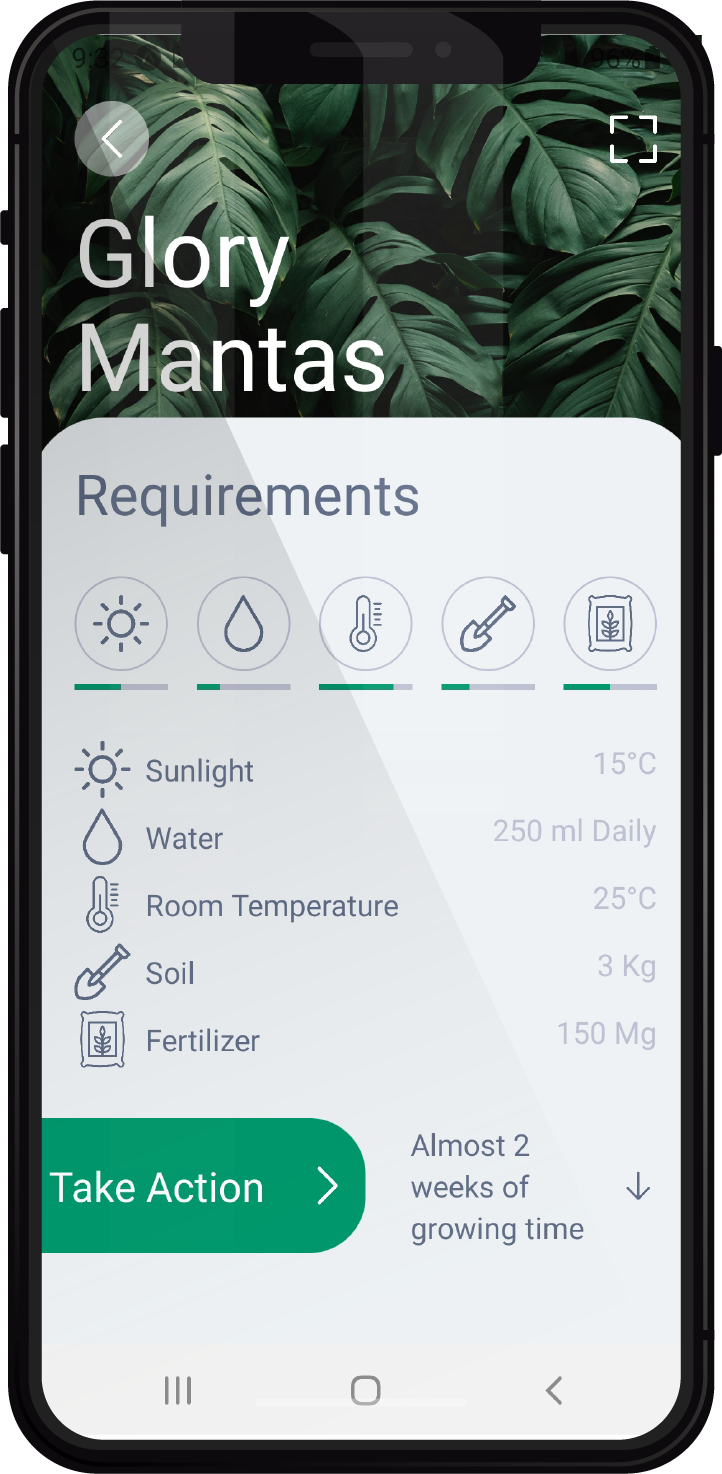 9:32
96%
Glory
Mantas
Requirements
Sunlight 15°C
Water 250 ml Daily
Room Temperature 25°C
Soil 3 Kg
Fertilizer 150 Mg
Take Action
Almost 2
weeks of
growing time